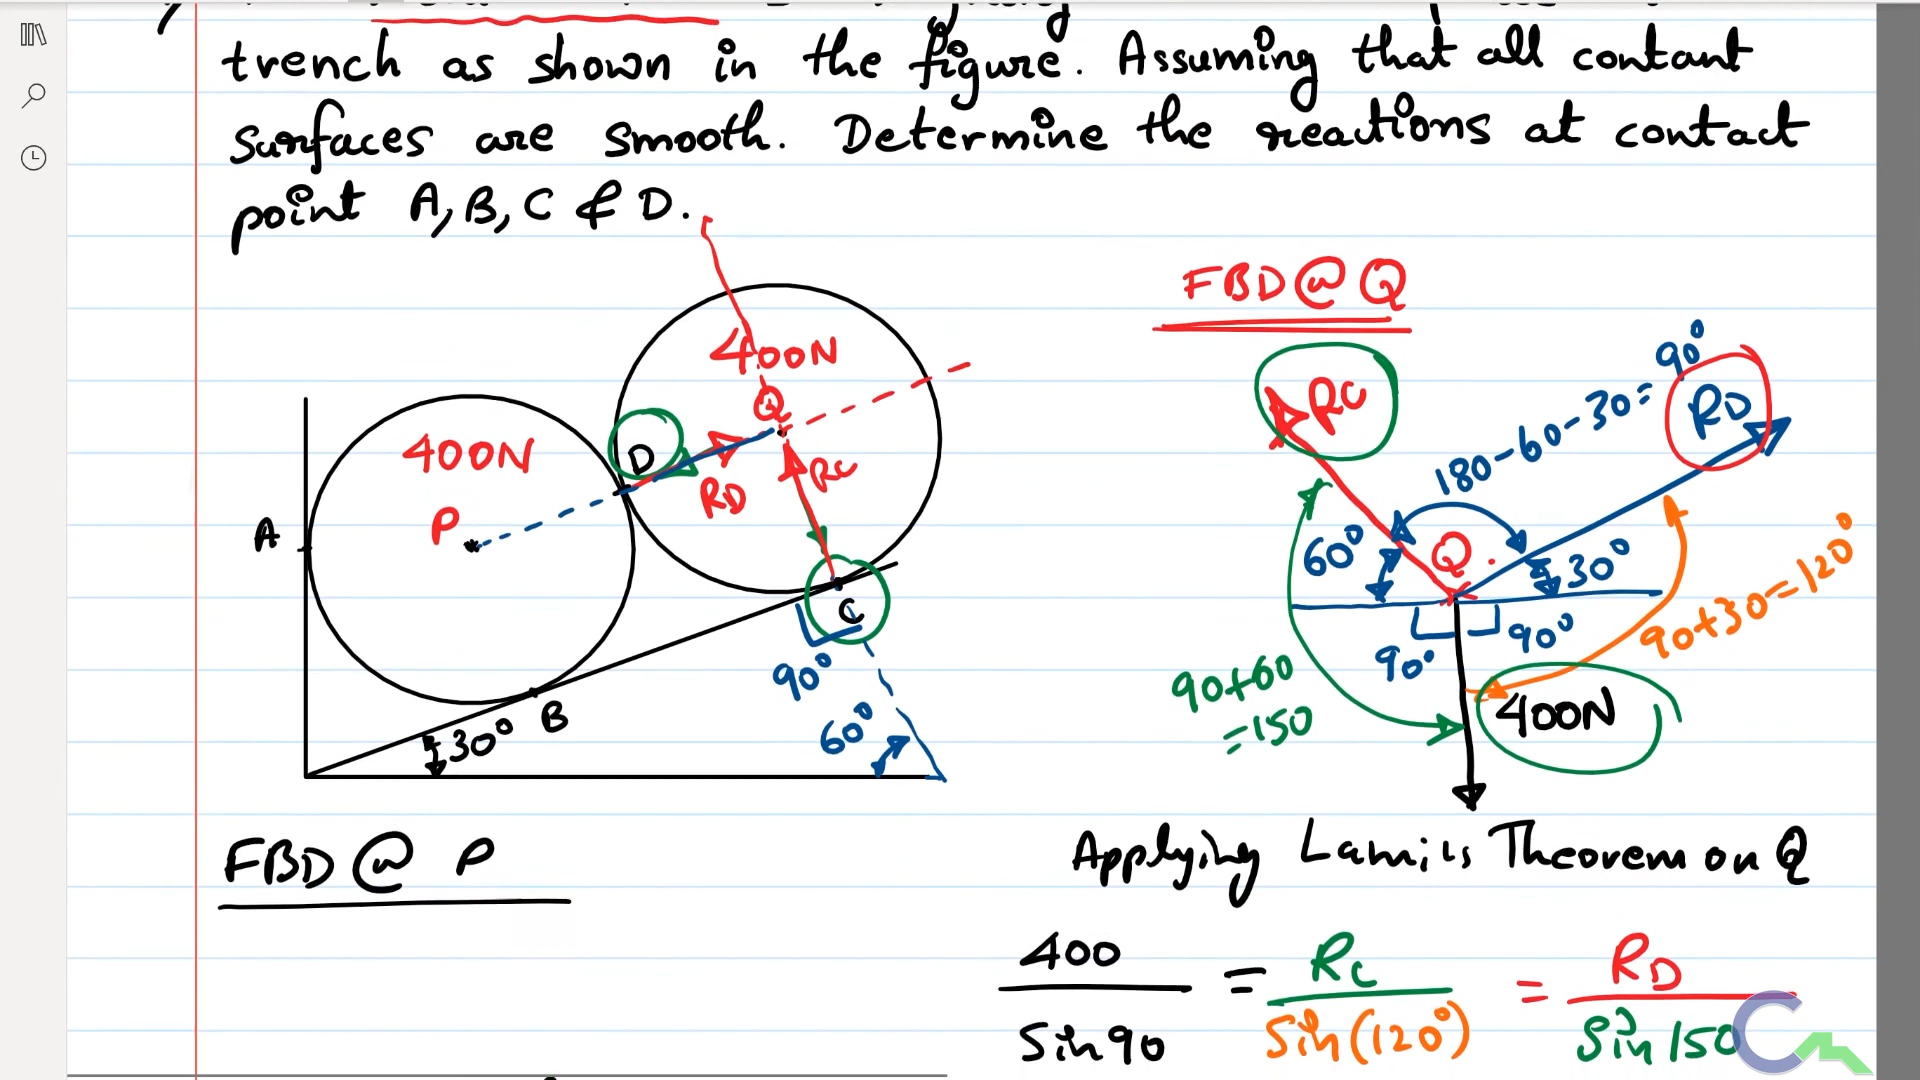 trench as shown in the figure. Assuming that all contant
surfaces are smooth. Determine the reactions at contact
point A, B, C & D.
FBD@Q
400N
Q
400N
P
A
D
RD
RC
C
90°
60°
B
30°
RC
180-60-30= 90°
RD
60°
Q.
30°
90°
90°
90+30=120°
90+60
=150
400N
FBD@ P
Applying Lami's Theorem on Q
400 = RC = RD
Sin90 Sin(120°) Sin150